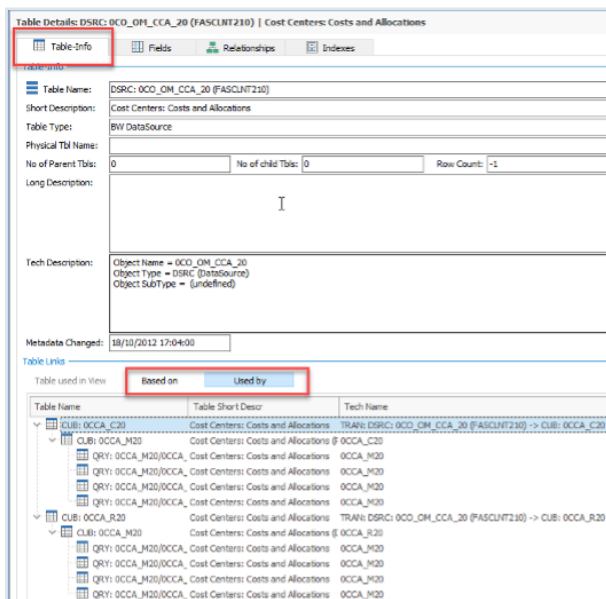 Table Details: DSRC: 0CO_OM_CCA_20 (FASCLNT210) | Cost Centers: Costs and Allocations
Table-Info Fields Relationships Indexes
Table-Info
Table Name: DSRC: 0CO_OM_CCA_20 (FASCLNT210)
Short Description: Cost Centers: Costs and Allocations
Table Type: BW DataSource
Physical Tbl Name:
No of Parent Tbls: 0 No of child Tbls: 0 Row Count: -1
Long Description:
Tech Description: Object Name = 0CO_OM_CCA_20
Object Type = DSRC (DataSource)
Object SubType = (undefined)
Metadata Changed: 18/10/2012 17:04:00
Table Links
Table used in View Based on Used by
Table Name Table Short Descr Tech Name
CUB: 0CCA_C20 Cost Centers: Costs and Allocations TRAN: DSRC: 0CO_OM_CCA_20 (FASCLNT210) -> CUB: 0CCA_C20
CUB: 0CCA_M20 Cost Centers: Costs and Allocations (F 0CCA_C20
QRY: 0CCA_M20/0CCA_ Cost Centers: Costs and Allocations 0CCA_M20
QRY: 0CCA_M20/0CCA_ Cost Centers: Costs and Allocations 0CCA_M20
QRY: 0CCA_M20/0CCA_ Cost Centers: Costs and Allocations 0CCA_M20
QRY: 0CCA_M20/0CCA_ Cost Centers: Costs and Allocations 0CCA_M20
CUB: 0CCA_R20 Cost Centers: Costs and Allocations TRAN: DSRC: 0CO_OM_CCA_20 (FASCLNT210) -> CUB: 0CCA_R20
CUB: 0CCA_M20 Cost Centers: Costs and Allocations (F 0CCA_R20
QRY: 0CCA_M20/0CCA_ Cost Centers: Costs and Allocations 0CCA_M20
QRY: 0CCA_M20/0CCA_ Cost Centers: Costs and Allocations 0CCA_M20
QRY: 0CCA_M20/0CCA_ Cost Centers: Costs and Allocations 0CCA_M20
QRY: 0CCA_M20/0CCA_ Cost Centers: Costs and Allocations 0CCA_M20